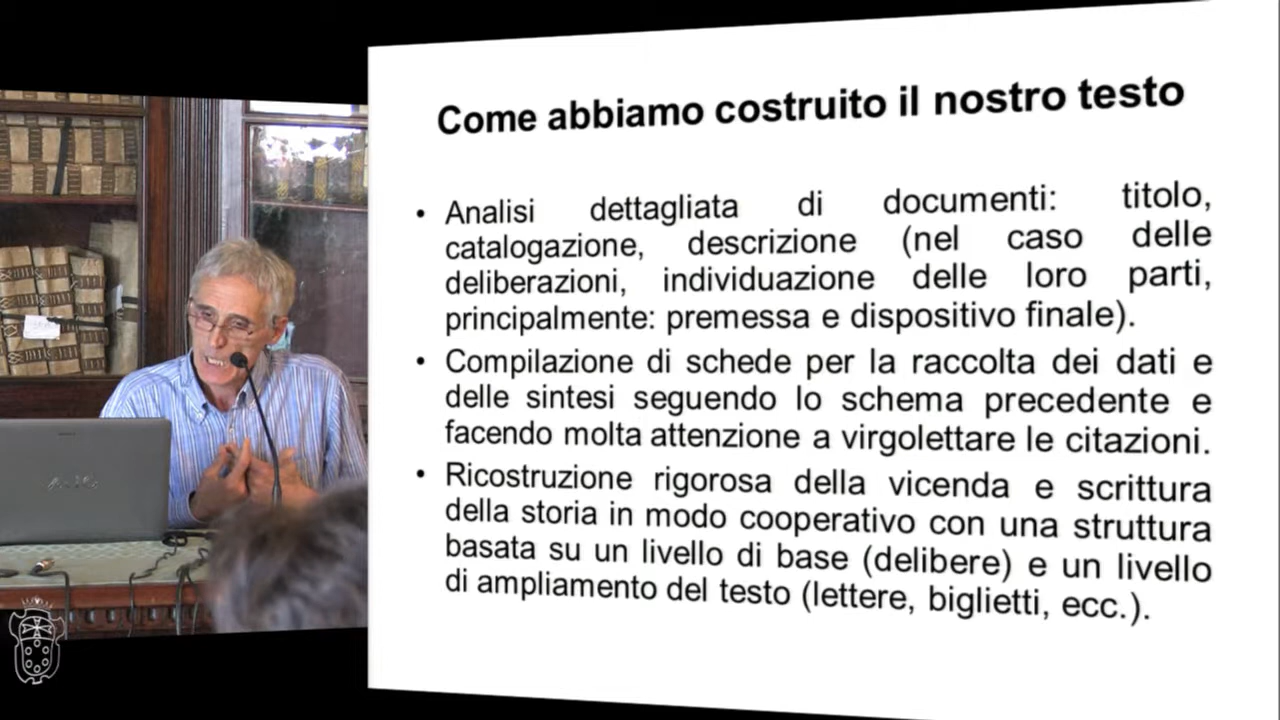 Come abbiamo costruito il nostro testo
• Analisi dettagliata di documenti: titolo,
catalogazione, descrizione (nel caso delle
deliberazioni, individuazione delle loro parti,
principalmente: premessa e dispositivo finale).
• Compilazione di schede per la raccolta dei dati e
delle sintesi seguendo lo schema precedente e
facendo molta attenzione a virgolettare le citazioni.
• Ricostruzione rigorosa della vicenda e scrittura
della storia in modo cooperativo con una struttura
basata su un livello di base (delibere) e un livello
di ampliamento del testo (lettere, biglietti, ecc.).
VAIO